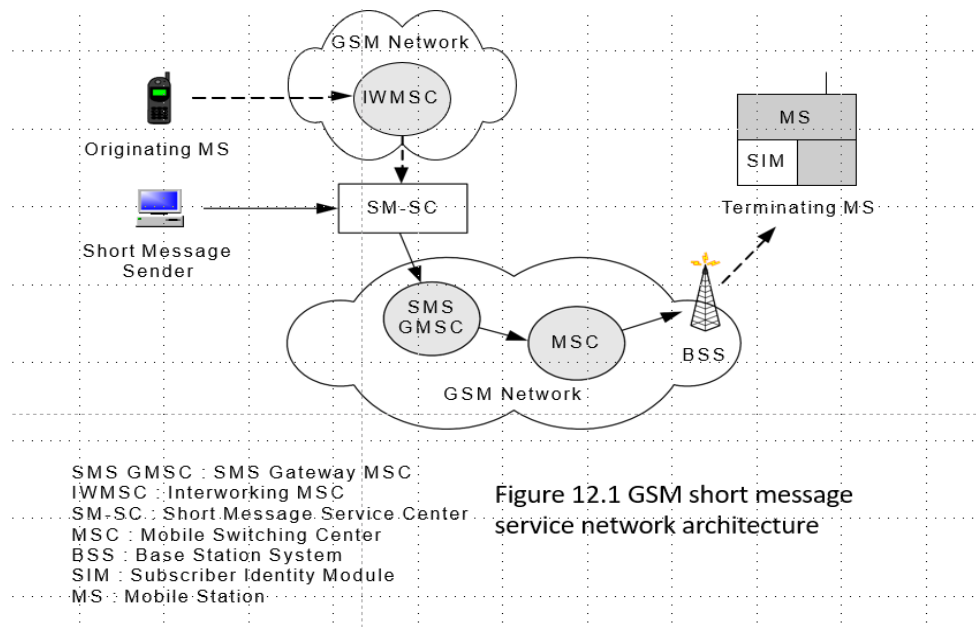 GSM Network
IWMSC
Originating MS
MS
SIM
SM-SC
Terminating MS
Short Message
Sender
SMS
GMSC
MSC
BSS
GSM Network
SMS GMSC : SMS Gateway MSC
IWMSC : Interworking MSC
SM-SC : Short Message Service Center
MSC : Mobile Switching Center
BSS : Base Station System
SIM : Subscriber Identity Module
MS : Mobile Station
Figure 12.1 GSM short message
service network architecture